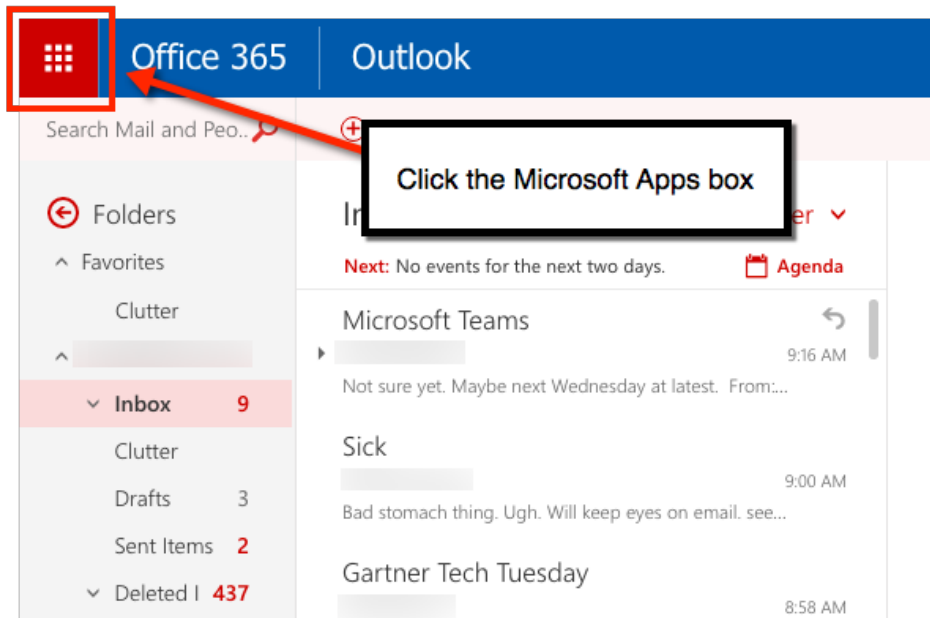 Office 365 Outlook
Search Mail and Peo..
Click the Microsoft Apps box
Folders
Favorites
Clutter
Inbox 9
Clutter
Drafts 3
Sent Items 2
Deleted I 437
Next: No events for the next two days. Agenda
Microsoft Teams
9:16 AM
Not sure yet. Maybe next Wednesday at latest. From:...
Sick
9:00 AM
Bad stomach thing. Ugh. Will keep eyes on email. see...
Gartner Tech Tuesday
8:58 AM